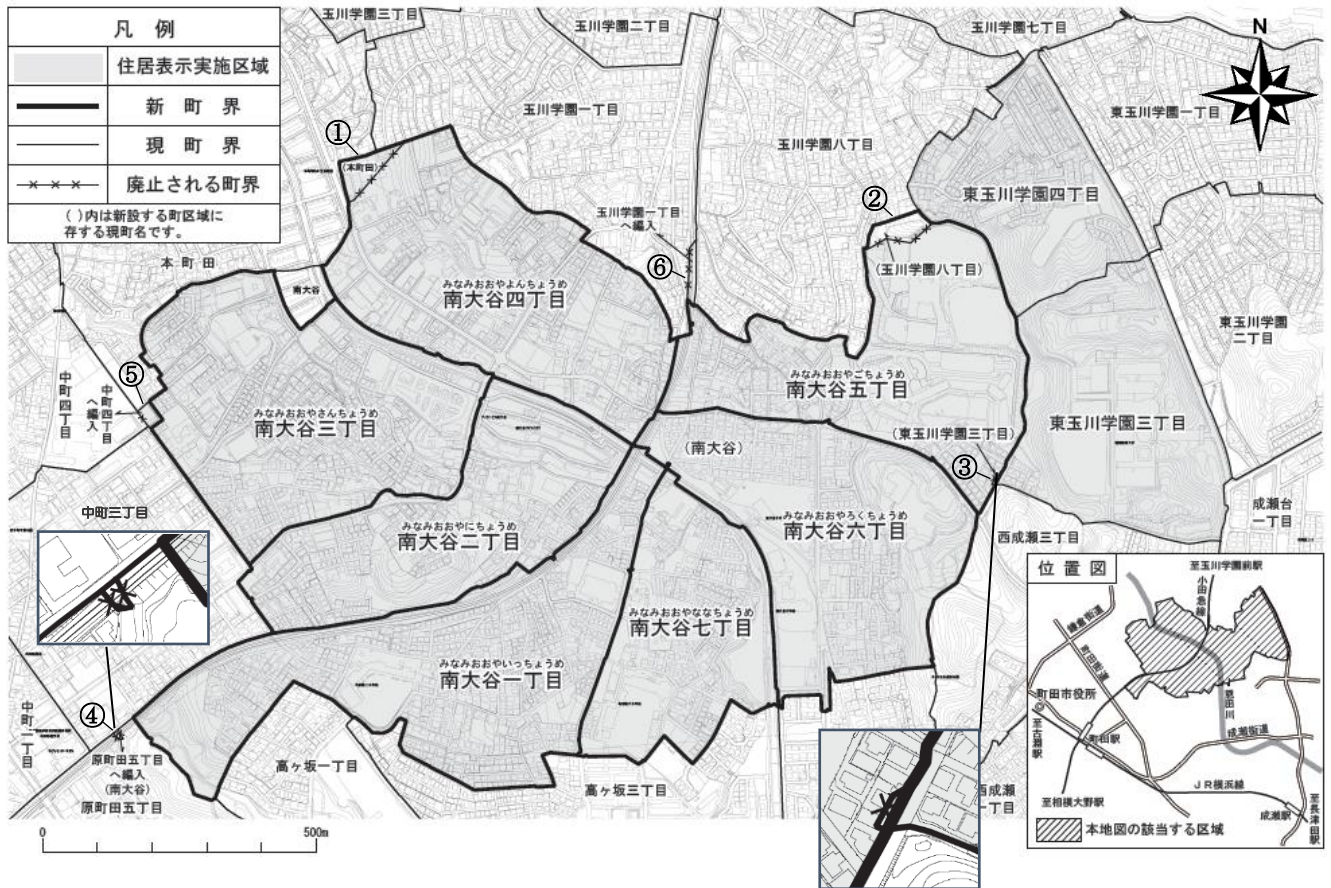 凡 例
住居表示実施区域
新 町 界
現 町 界
廃止される町界
( )内は新設する町区域に
存する現町名です。
玉川学園三丁目
玉川学園二丁目
玉川学園七丁目
N
玉川学園一丁目
玉川学園八丁目
東玉川学園一丁目
①
(本町田)
東玉川学園四丁目
②
(玉川学園八丁目)
玉川学園一丁目
へ編入
⑥
本町田
南大谷
みなみおおやよんちょうめ
南大谷四丁目
東玉川学園
二丁目
⑤
中町四丁目
へ編入
中町四丁目
みなみおおやごちょうめ
南大谷五丁目
みなみおおやさんちょうめ
南大谷三丁目
(東玉川学園三丁目)
東玉川学園三丁目
(南大谷)
③
中町三丁目
みなみおおやにちょうめ
南大谷二丁目
みなみおおやろくちょうめ
南大谷六丁目
西成瀬三丁目
成瀬台
一丁目
みなみおおやななちょうめ
南大谷七丁目
みなみおおやいっちょうめ
南大谷一丁目
④
中町一丁目
原町田五丁目
へ編入
(南大谷)
原町田五丁目
高ヶ坂一丁目
高ヶ坂三丁目
西成瀬
一丁目
0 500m
位 置 図
至玉川学園前駅
小田急線
鎌倉街道
町田街道
町田市役所
恩田川
至古淵駅
町田駅
成瀬街道
JR横浜線
至相模大野駅
成瀬駅
至長津田駅
本地図の該当する区域